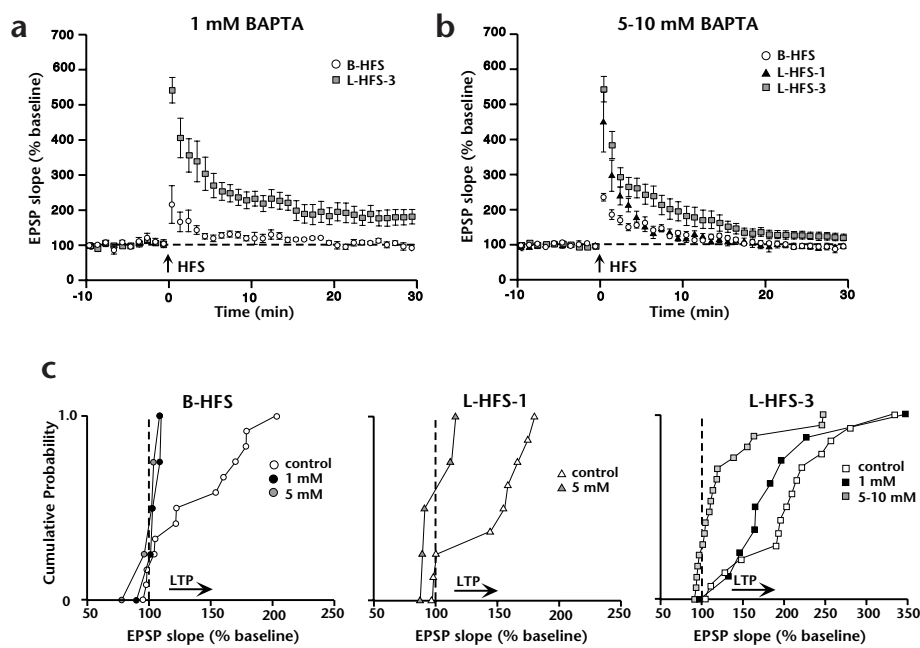 a
1 mM BAPTA
EPSP slope (% baseline)
700
600
500
400
300
200
100
0
B-HFS
L-HFS-3
HFS
-10 0 10 20 30
Time (min)
b
5-10 mM BAPTA
EPSP slope (% baseline)
700
600
500
400
300
200
100
0
B-HFS
L-HFS-1
L-HFS-3
HFS
-10 0 10 20 30
Time (min)
c
B-HFS
Cumulative Probability
1.0
0
control
1 mM
5 mM
LTP
50 100 150 200 250
EPSP slope (% baseline)
L-HFS-1
control
5 mM
LTP
50 100 150 200 250
EPSP slope (% baseline)
L-HFS-3
control
1 mM
5-10 mM
LTP
50 100 150 200 250 300 350
EPSP slope (% baseline)